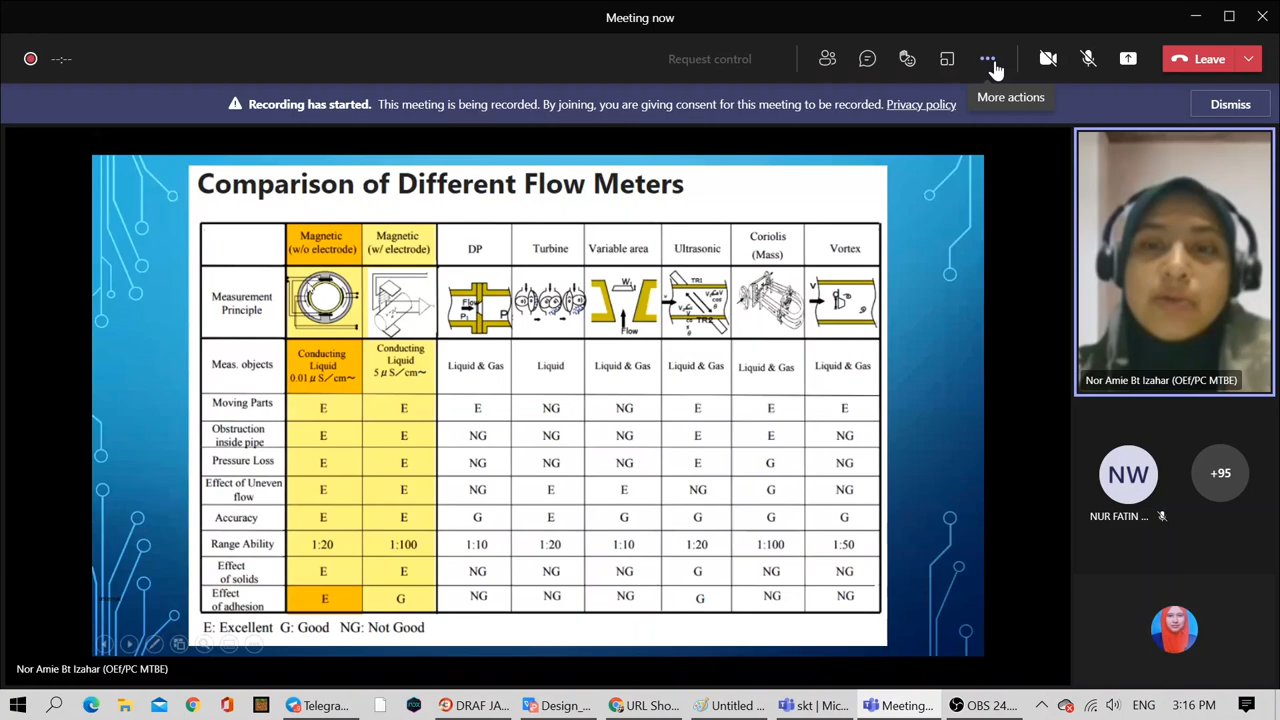 Meeting now
--:--
Request control
Leave
Recording has started. This meeting is being recorded. By joining, you are giving consent for this meeting to be recorded. Privacy policy
Dismiss
More actions
Comparison of Different Flow Meters
Magnetic (w/o electrode) Magnetic (w/ electrode) DP Turbine Variable area Ultrasonic Coriolis (Mass) Vortex
Measurement Principle
Flow P1 P
W
Flow
TR1
V
Meas. objects Conducting Liquid 0.01μS/cm〜 Conducting Liquid 5μS/cm〜 Liquid & Gas Liquid Liquid & Gas Liquid & Gas Liquid & Gas Liquid & Gas
Moving Parts E E E NG NG E E E
Obstruction inside pipe E E NG NG NG E E NG
Pressure Loss E E NG NG NG E G NG
Effect of Uneven flow E E NG E E NG G NG
Accuracy E E G E G G G G
Range Ability 1:20 1:100 1:10 1:20 1:10 1:20 1:100 1:50
Effect of solids E E NG NG NG G NG NG
Effect of adhesion E G NG NG NG G NG NG
E: Excellent G: Good NG: Not Good
Nor Amie Bt Izahar (OEf/PC MTBE)
Nor Amie Bt Izahar (OEf/PC MTBE)
NW
+95
NUR FATIN ...
Telegra...
DRAF JA...
Design_...
URL Sho...
Untitled ...
skt | Mic...
Meeting...
OBS 24....
ENG
3:16 PM